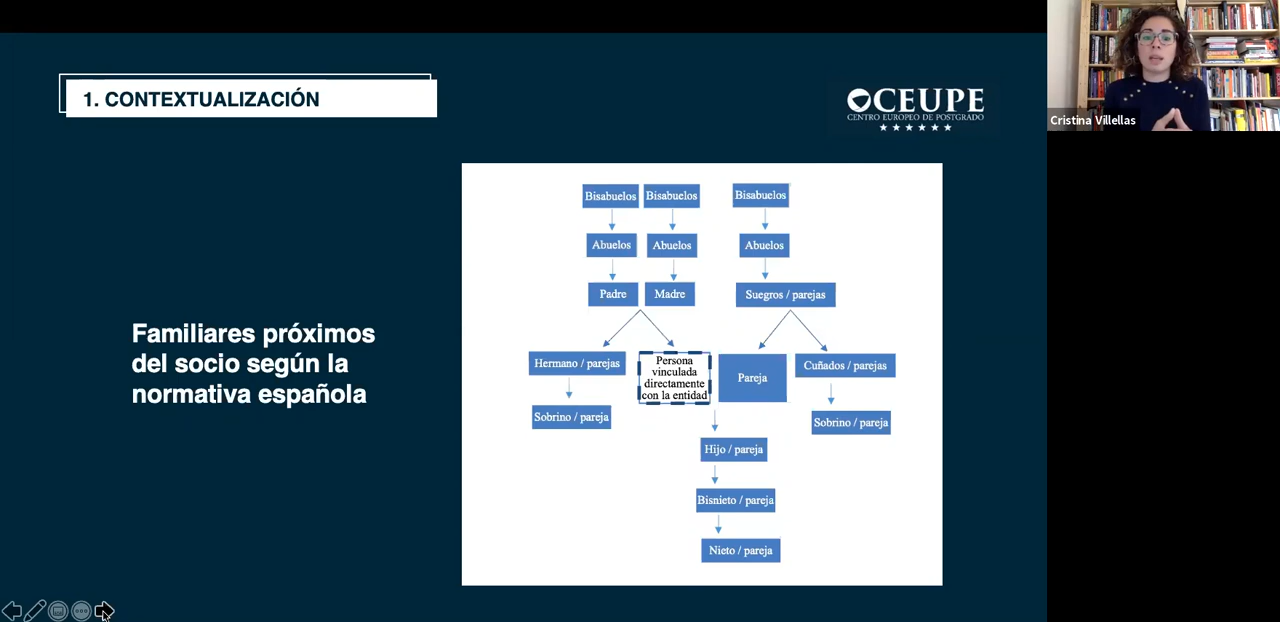 1. CONTEXTUALIZACIÓN
CEUPE
CENTRO EUROPEO DE POSTGRADO
Cristina Villellas
Familiares próximos
del socio según la
normativa española
Bisabuelos
Bisabuelos
Bisabuelos
Abuelos
Abuelos
Abuelos
Padre
Madre
Suegros / parejas
Hermano / parejas
Persona
vinculada
directamente
con la entidad
Pareja
Cuñados / parejas
Sobrino / pareja
Sobrino / pareja
Hijo / pareja
Bisnieto / pareja
Nieto / pareja